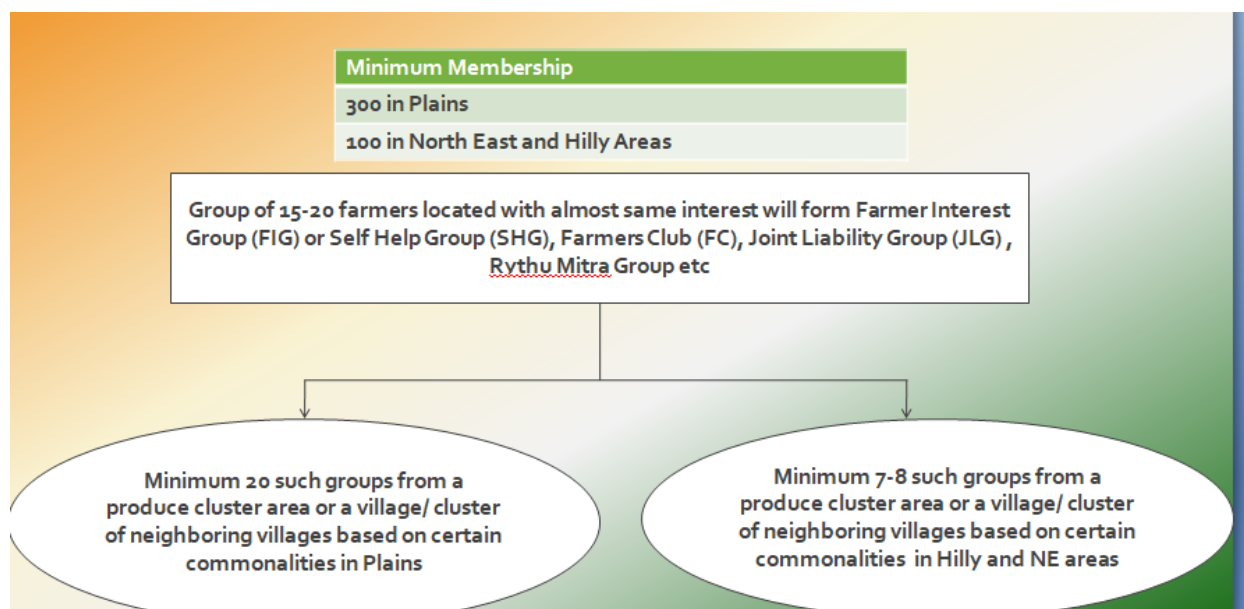 Minimum Membership
300 in Plains
100 in North East and Hilly Areas
Group of 15-20 farmers located with almost same interest will form Farmer Interest
Group (FIG) or Self Help Group (SHG), Farmers Club (FC), Joint Liability Group (JLG) ,
Rythu Mitra Group etc
Minimum 20 such groups from a
produce cluster area or a village/ cluster
of neighboring villages based on certain
commonalities in Plains
Minimum 7-8 such groups from a
produce cluster area or a village/ cluster
of neighboring villages based on certain
commonalities in Hilly and NE areas